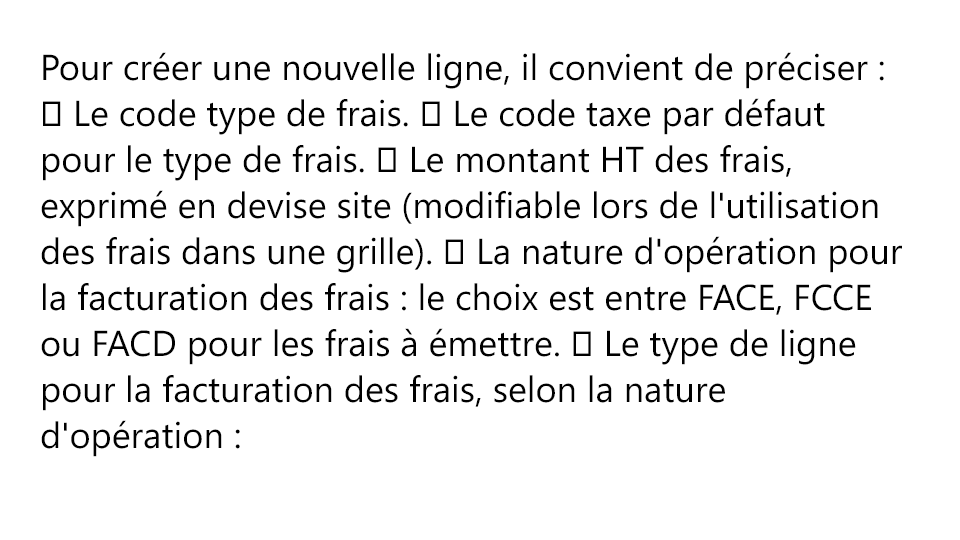 Pour créer une nouvelle ligne, il convient de préciser :
▯ Le code type de frais. ▯ Le code taxe par défaut
pour le type de frais. ▯ Le montant HT des frais,
exprimé en devise site (modifiable lors de l'utilisation
des frais dans une grille). ▯ La nature d'opération pour
la facturation des frais : le choix est entre FACE, FCCE
ou FACD pour les frais à émettre. ▯ Le type de ligne
pour la facturation des frais, selon la nature
d'opération :